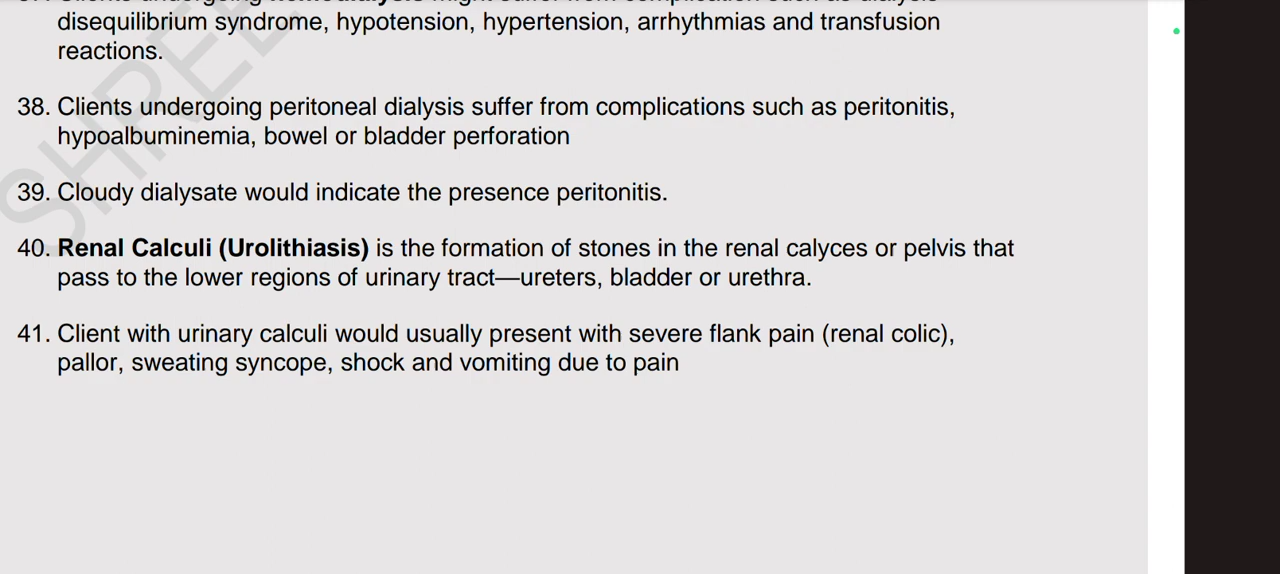 disequilibrium syndrome, hypotension, hypertension, arrhythmias and transfusion
reactions.
38. Clients undergoing peritoneal dialysis suffer from complications such as peritonitis,
hypoalbuminemia, bowel or bladder perforation
39. Cloudy dialysate would indicate the presence peritonitis.
40. Renal Calculi (Urolithiasis) is the formation of stones in the renal calyces or pelvis that
pass to the lower regions of urinary tract—ureters, bladder or urethra.
41. Client with urinary calculi would usually present with severe flank pain (renal colic),
pallor, sweating syncope, shock and vomiting due to pain